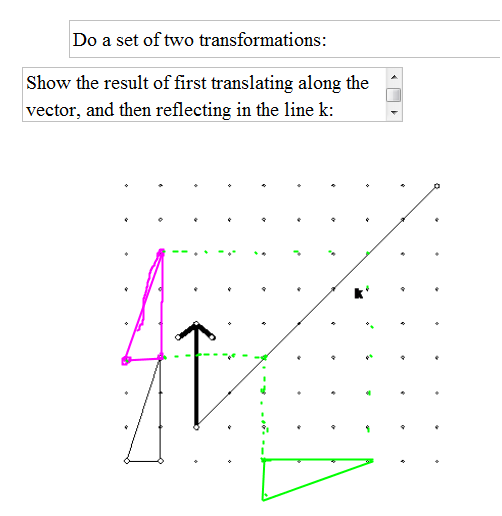 Do a set of two transformations:
Show the result of first translating along the
vector, and then reflecting in the line k:
k